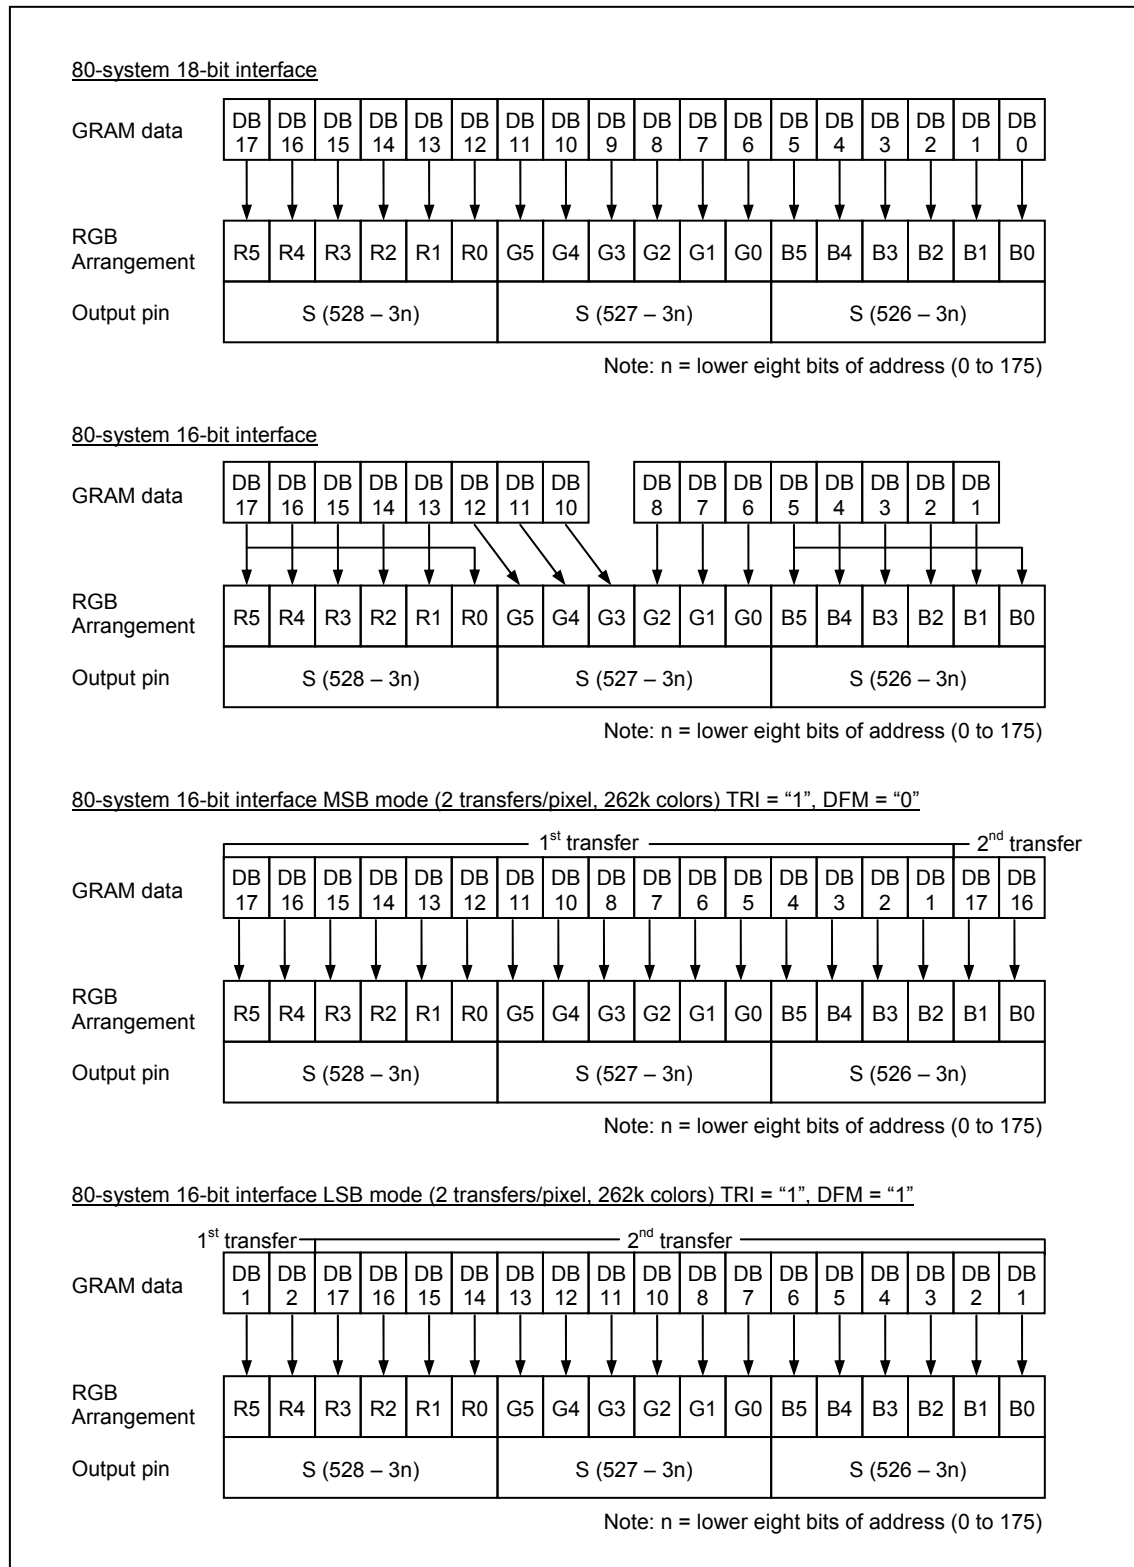 80-system 18-bit interface
GRAM data DB 17 DB 16 DB 15 DB 14 DB 13 DB 12 DB 11 DB 10 DB 9 DB 8 DB 7 DB 6 DB 5 DB 4 DB 3 DB 2 DB 1 DB 0
RGB Arrangement R5 R4 R3 R2 R1 R0 G5 G4 G3 G2 G1 G0 B5 B4 B3 B2 B1 B0
Output pin S (528 – 3n) S (527 – 3n) S (526 – 3n)
Note: n = lower eight bits of address (0 to 175)
80-system 16-bit interface
GRAM data DB 17 DB 16 DB 15 DB 14 DB 13 DB 12 DB 11 DB 10 DB 8 DB 7 DB 6 DB 5 DB 4 DB 3 DB 2 DB 1
RGB Arrangement R5 R4 R3 R2 R1 R0 G5 G4 G3 G2 G1 G0 B5 B4 B3 B2 B1 B0
Output pin S (528 – 3n) S (527 – 3n) S (526 – 3n)
Note: n = lower eight bits of address (0 to 175)
80-system 16-bit interface MSB mode (2 transfers/pixel, 262k colors) TRI = “1”, DFM = “0”
1st transfer 2nd transfer
GRAM data DB 17 DB 16 DB 15 DB 14 DB 13 DB 12 DB 11 DB 10 DB 8 DB 7 DB 6 DB 5 DB 4 DB 3 DB 2 DB 1 DB 17 DB 16
RGB Arrangement R5 R4 R3 R2 R1 R0 G5 G4 G3 G2 G1 G0 B5 B4 B3 B2 B1 B0
Output pin S (528 – 3n) S (527 – 3n) S (526 – 3n)
Note: n = lower eight bits of address (0 to 175)
80-system 16-bit interface LSB mode (2 transfers/pixel, 262k colors) TRI = “1”, DFM = “1”
1st transfer 2nd transfer
GRAM data DB 1 DB 2 DB 17 DB 16 DB 15 DB 14 DB 13 DB 12 DB 11 DB 10 DB 8 DB 7 DB 6 DB 5 DB 4 DB 3 DB 2 DB 1
RGB Arrangement R5 R4 R3 R2 R1 R0 G5 G4 G3 G2 G1 G0 B5 B4 B3 B2 B1 B0
Output pin S (528 – 3n) S (527 – 3n) S (526 – 3n)
Note: n = lower eight bits of address (0 to 175)